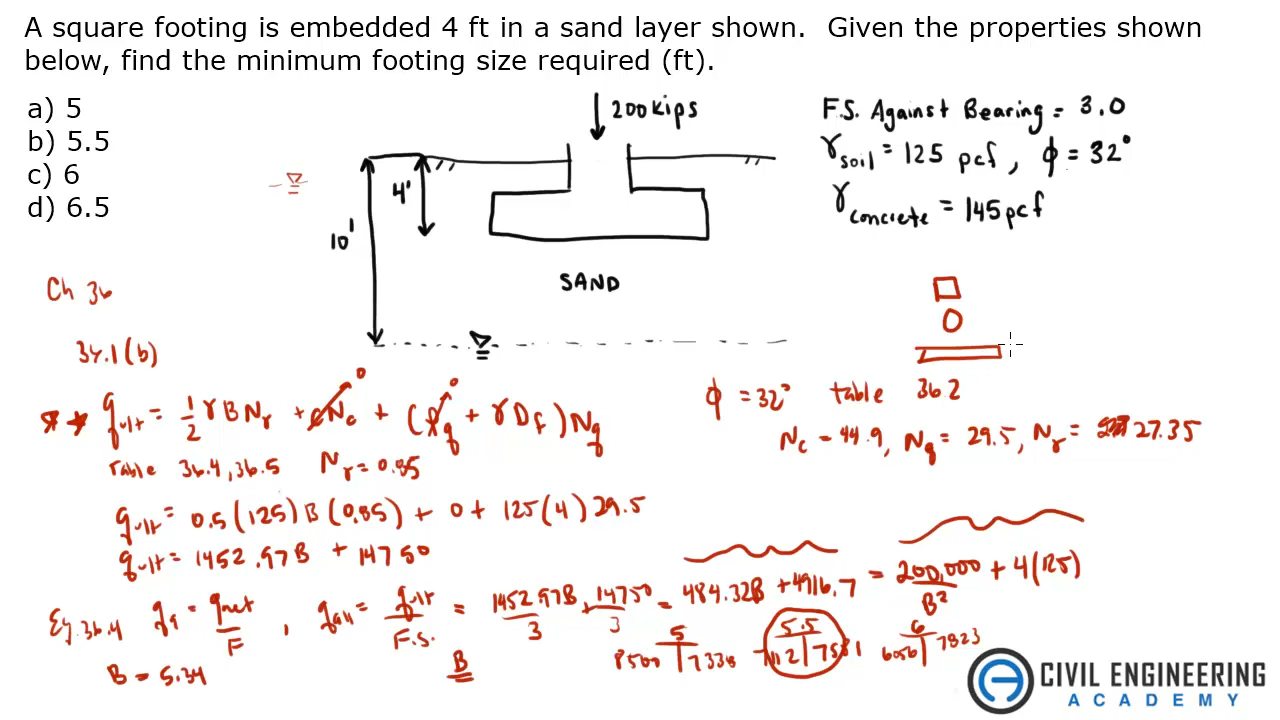 A square footing is embedded 4 ft in a sand layer shown. Given the properties shown
below, find the minimum footing size required (ft).
a) 5
b) 5.5
c) 6
d) 6.5
200 kips
4'
10'
SAND
F.S. Against Bearing = 3.0
γsoil = 125 pcf, φ = 32°
γconcrete = 145 pcf
Ch 36
36.1(b)
qult = 1/2 γ B Nγ + cNc + (Pq + γ Df) Nq
0
0
Table 36.4, 36.5 Nγ = 0.85
φ = 32° table 36.2
Nc = 44.9, Nq = 29.5, Nγ = 27.35
qult = 0.5 (125) B (0.85) + 0 + 125 (4) 29.5
qult = 1452.97B + 14750
Eq. 36.4 qa = qnet/F , qall = qult/F.S. = 1452.97B/3 + 14750/3 = 484.32B + 4916.7 = 200,000/B² + 4(125)
B = 5.34
B
5
8500 7338
5.5
7112 7581
6
6056 7823
CIVIL ENGINEERING
ACADEMY